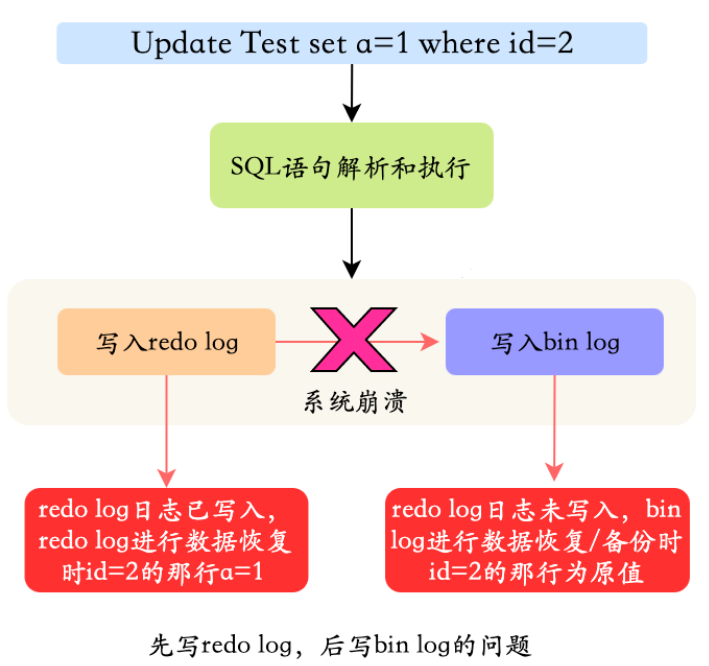 Update Test set a=1 where id=2
SQL语句解析和执行
写入redo log
写入bin log
系统崩溃
redo log日志已写入，
redo log进行数据恢复
时id=2的那行a=1
redo log日志未写入，bin
log进行数据恢复/备份时
id=2的那行为原值
先写redo log，后写bin log的问题